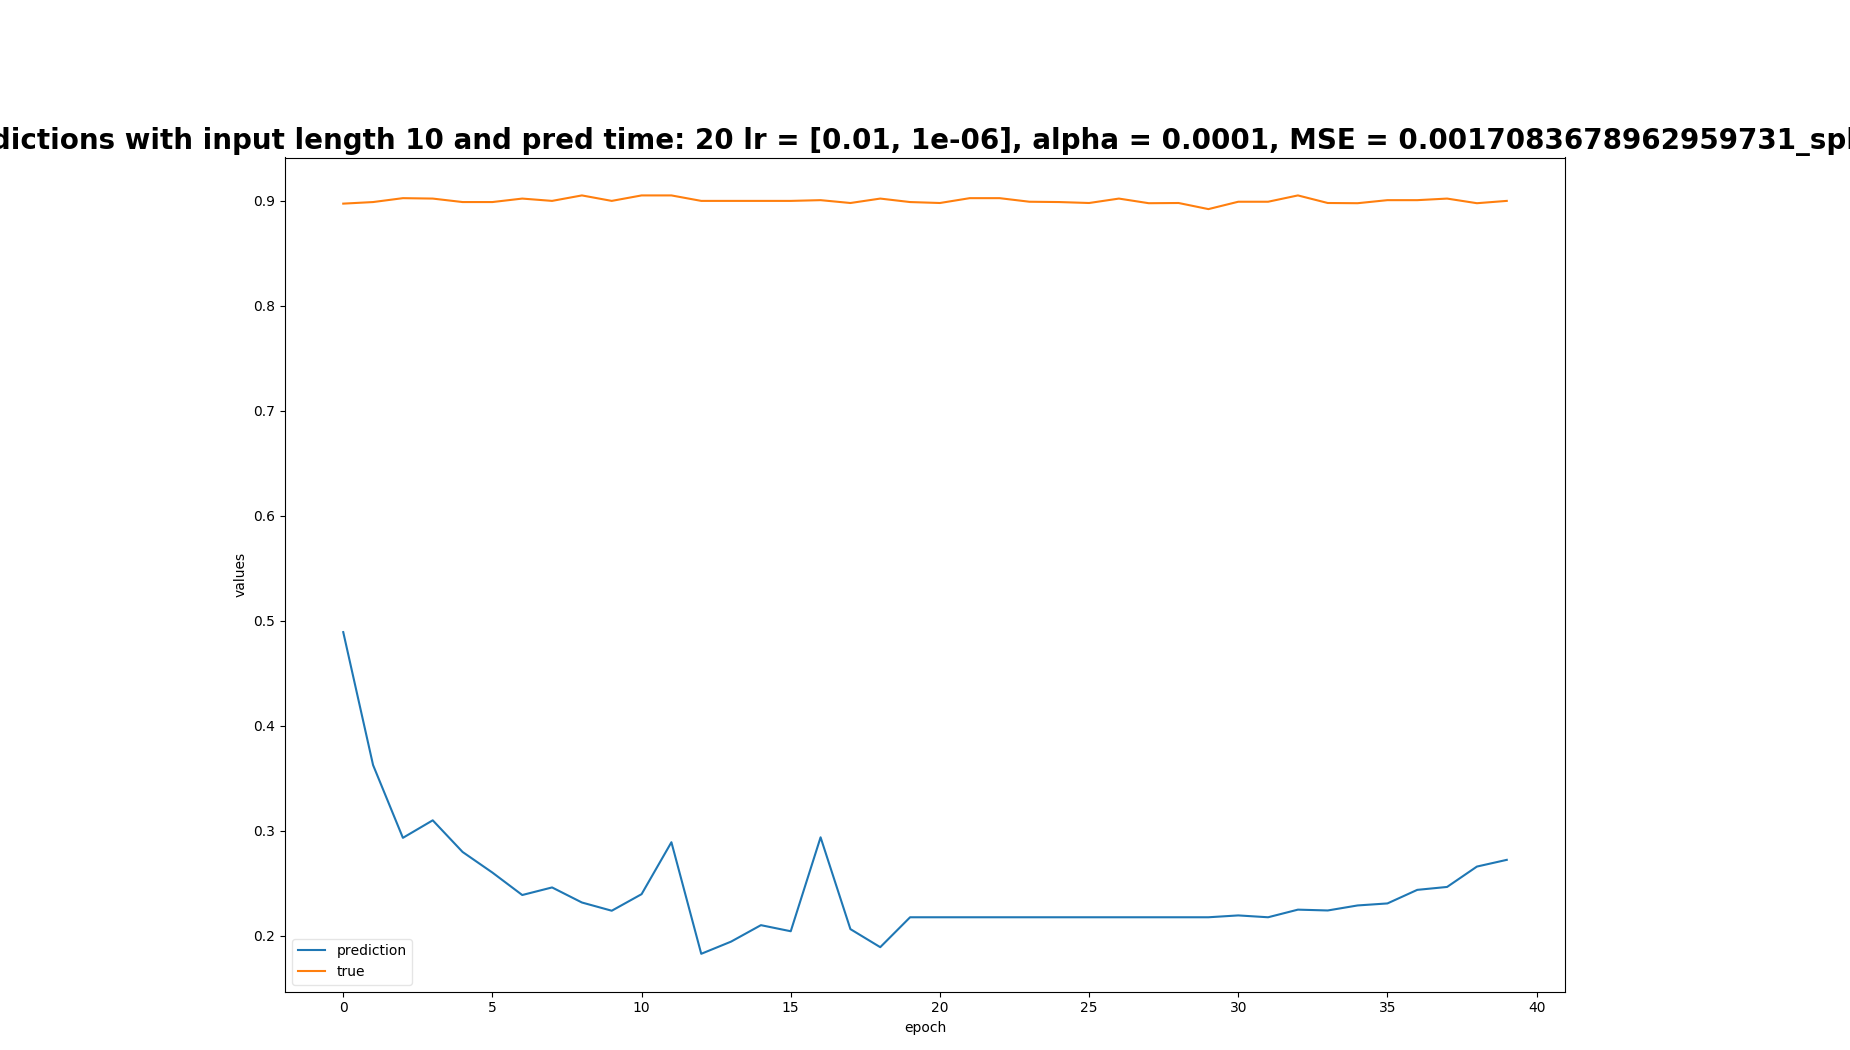 dictions with input length 10 and pred time: 20 lr = [0.01, 1e-06], alpha = 0.0001, MSE = 0.0017083678962959731_spl
0.9
0.8
0.7
0.6
0.5
0.4
0.3
0.2
values
prediction
true
0 5 10 15 20 25 30 35 40
epoch